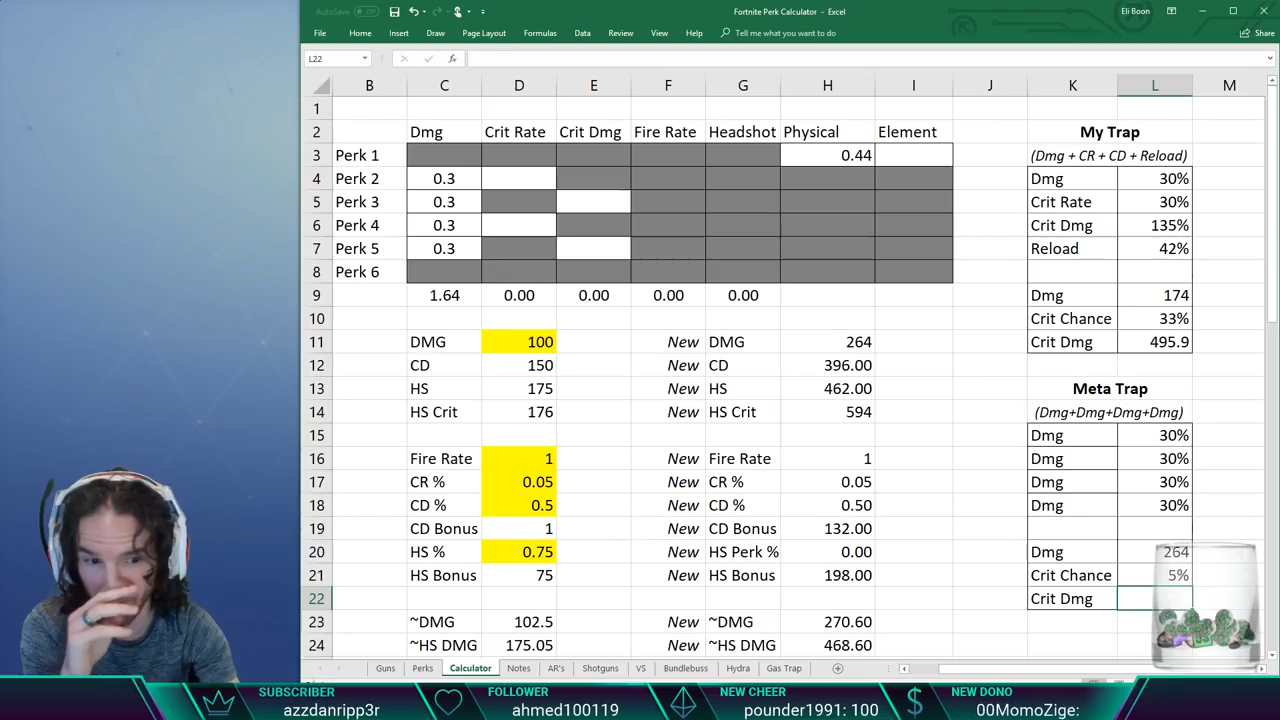 AutoSave Off
Fortnite Perk Calculator - Excel
Eli Boon
File Home Insert Draw Page Layout Formulas Data Review View Help Tell me what you want to do Share
L22 fx
B C D E F G H I J K L M
1
2 Dmg Crit Rate Crit Dmg Fire Rate Headshot Physical Element My Trap
3 Perk 1 0.44 (Dmg + CR + CD + Reload)
4 Perk 2 0.3 Dmg 30%
5 Perk 3 0.3 Crit Rate 30%
6 Perk 4 0.3 Crit Dmg 135%
7 Perk 5 0.3 Reload 42%
8 Perk 6
9 1.64 0.00 0.00 0.00 0.00 Dmg 174
10 Crit Chance 33%
11 DMG 100 New DMG 264 Crit Dmg 495.9
12 CD 150 New CD 396.00
13 HS 175 New HS 462.00 Meta Trap
14 HS Crit 176 New HS Crit 594 (Dmg+Dmg+Dmg+Dmg)
15 Dmg 30%
16 Fire Rate 1 New Fire Rate 1 Dmg 30%
17 CR % 0.05 New CR % 0.05 Dmg 30%
18 CD % 0.5 New CD % 0.50 Dmg 30%
19 CD Bonus 1 New CD Bonus 132.00
20 HS % 0.75 New HS Perk % 0.00 Dmg 264
21 HS Bonus 75 New HS Bonus 198.00 Crit Chance 5%
22 Crit Dmg
23 ~DMG 102.5 New ~DMG 270.60
24 ~HS DMG 175.05 New ~HS DMG 468.60
Guns Perks Calculator Notes AR's Shotguns VS Bundlebuss Hydra Gas Trap
SUBSCRIBER
azzdanripp3r
FOLLOWER
ahmed100119
NEW CHEER
pounder1991: 100
NEW DONO
00MomoZige: